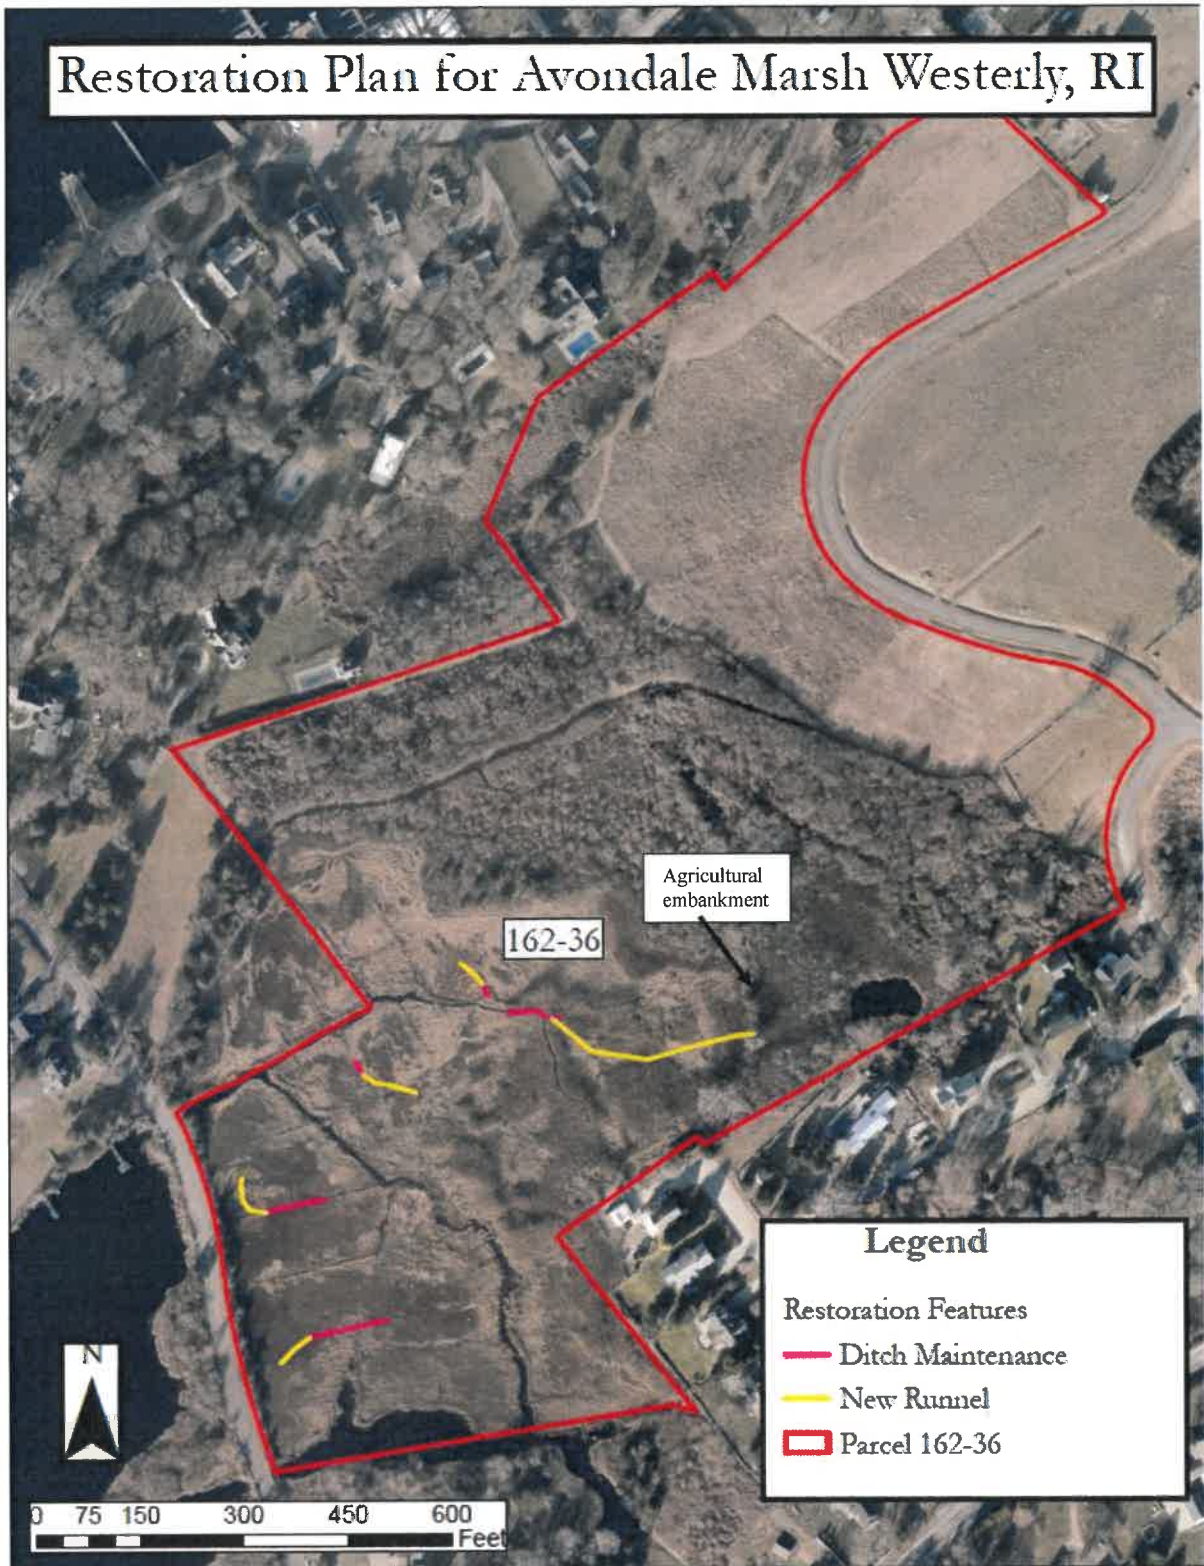 Restoration Plan for Avondale Marsh Westerly, RI
Agricultural
embankment
162-36
Legend
Restoration Features
Ditch Maintenance
New Runnel
Parcel 162-36
N
0 75 150 300 450 600
Feet